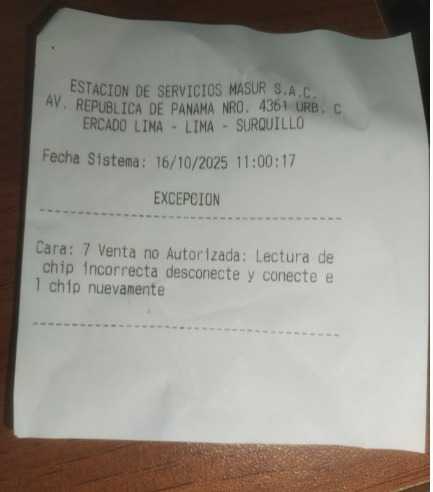 ESTACION DE SERVICIOS MASUR S.A.C.
AV. REPUBLICA DE PANAMA NRO. 4361 URB. C
ERCADO LIMA - LIMA - SURQUILLO
Fecha Sistema: 16/10/2025 11:00:17
EXCEPCION
----------------------------------------
Cara: 7 Venta no Autorizada: Lectura de
chip incorrecta desconecte y conecte e
l chip nuevamente
----------------------------------------